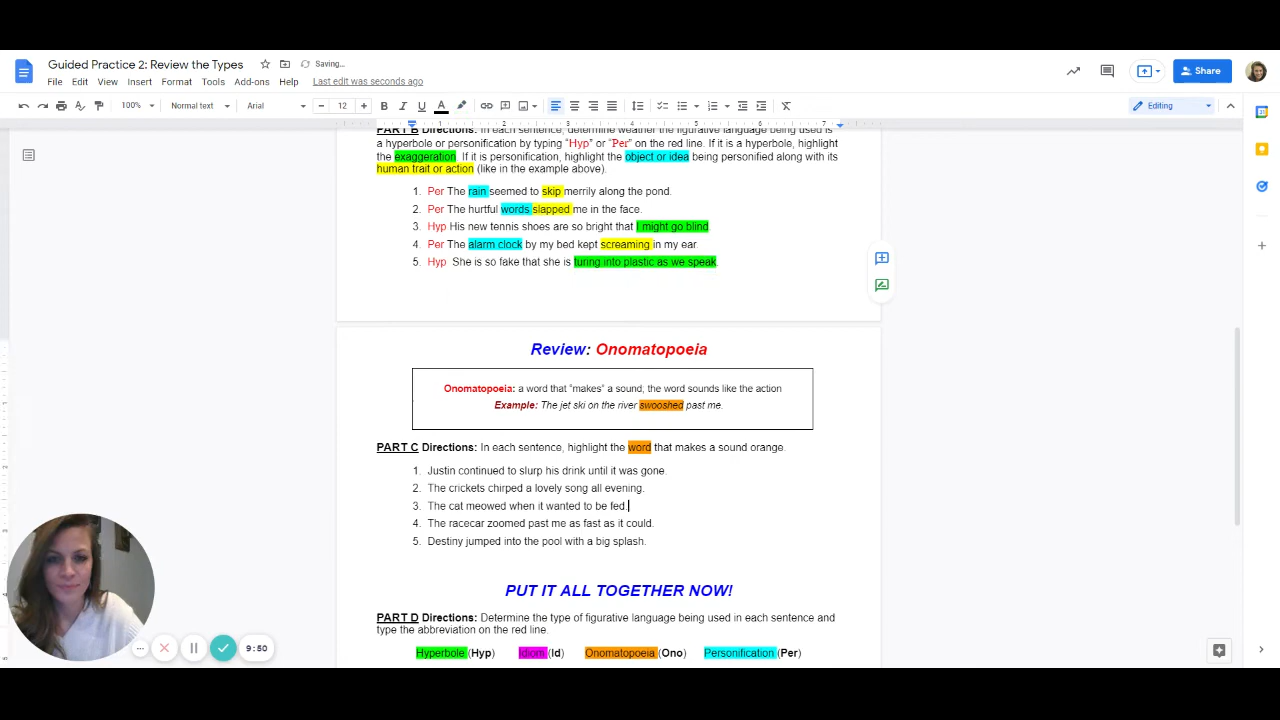 Guided Practice 2: Review the Types
Saving...
File Edit View Insert Format Tools Add-ons Help Last edit was seconds ago
Share
100% Normal text Arial 12 Editing
1 2 3 4 5 6 7
PART B Directions: In each sentence, determine weather the figurative language being used is
a hyperbole or personification by typing "Hyp" or "Per" on the red line. If it is a hyperbole, highlight
the exaggeration. If it is personification, highlight the object or idea being personified along with its
human trait or action (like in the example above).
1. Per The rain seemed to skip merrily along the pond.
2. Per The hurtful words slapped me in the face.
3. Hyp His new tennis shoes are so bright that I might go blind.
4. Per The alarm clock by my bed kept screaming in my ear.
5. Hyp She is so fake that she is turing into plastic as we speak.
Review: Onomatopoeia
Onomatopoeia: a word that "makes" a sound, the word sounds like the action
Example: The jet ski on the river swooshed past me.
PART C Directions: In each sentence, highlight the word that makes a sound orange.
1. Justin continued to slurp his drink until it was gone.
2. The crickets chirped a lovely song all evening.
3. The cat meowed when it wanted to be fed.
4. The racecar zoomed past me as fast as it could.
5. Destiny jumped into the pool with a big splash.
PUT IT ALL TOGETHER NOW!
PART D Directions: Determine the type of figurative language being used in each sentence and
type the abbreviation on the red line.
Hyperbole (Hyp) Idiom (Id) Onomatopoeia (Ono) Personification (Per)
9:50